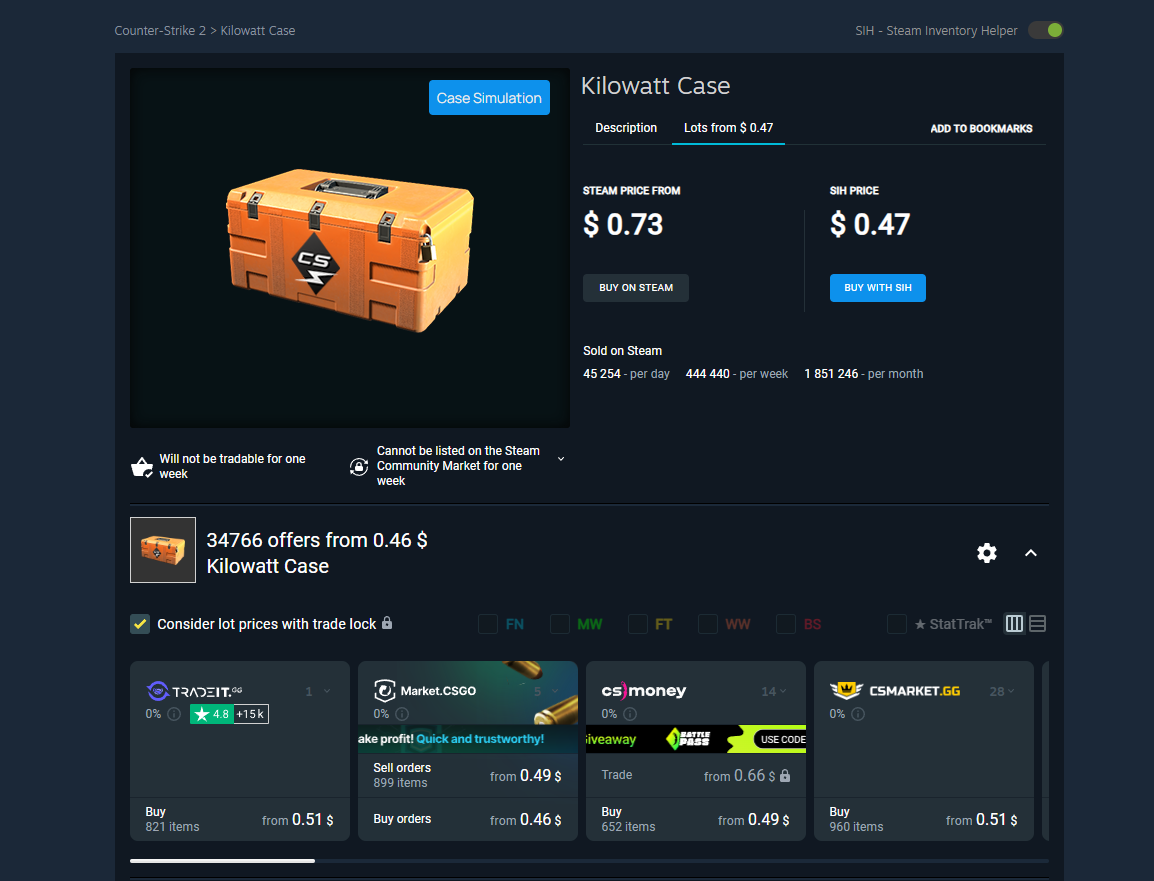 Counter-Strike 2 > Kilowatt Case
SIH - Steam Inventory Helper
Case Simulation
CS
Kilowatt Case
Description
Lots from $ 0.47
ADD TO BOOKMARKS
STEAM PRICE FROM
$ 0.73
BUY ON STEAM
SIH PRICE
$ 0.47
BUY WITH SIH
Sold on Steam
45 254 - per day
444 440 - per week
1 851 246 - per month
Will not be tradable for one
week
Cannot be listed on the Steam
Community Market for one
week
34766 offers from 0.46 $
Kilowatt Case
Consider lot prices with trade lock
FN
MW
FT
WW
BS
★ StatTrak™
TRADEIT.GG
1
0%
★ 4.8 +15k
Buy
821 items
from 0.51 $
Market.CSGO
5
0%
ake profit! Quick and trustworthy!
Sell orders
899 items
from 0.49 $
Buy orders
from 0.46 $
cs)money
14
0%
iveaway
BATTLE
PASS
USE CODE
Trade
from 0.66 $
Buy
652 items
from 0.49 $
CSMARKET.GG
28
0%
Buy
960 items
from 0.51 $